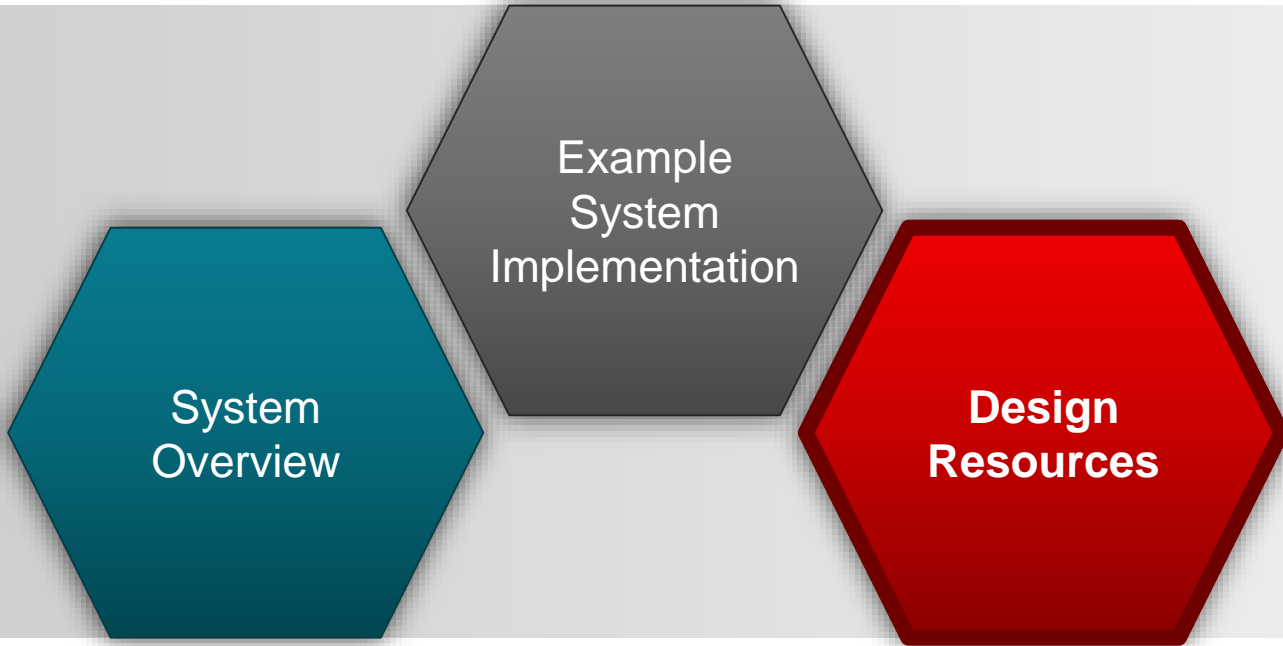 System
Overview
Example
System
Implementation
Design
Resources